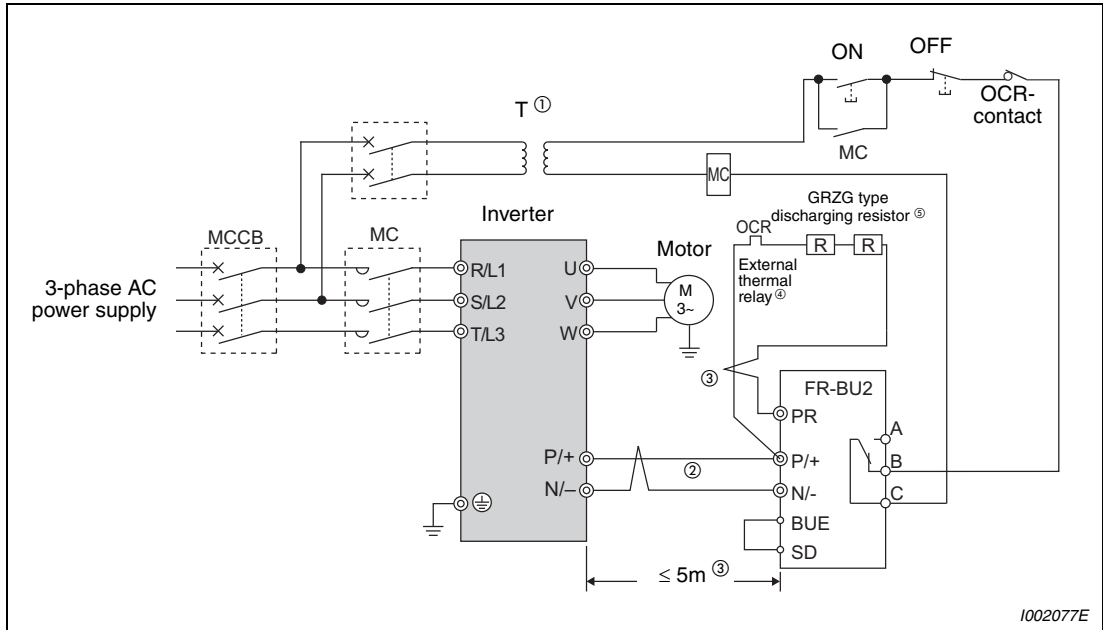 ON
OFF
T ①
OCR-
contact
MC
MC
GRZG type
discharging resistor ⑤
OCR
R
R
External
thermal
relay ④
Inverter
MCCB
MC
Motor
3-phase AC
power supply
R/L1
S/L2
T/L3
U
V
W
M
3~
③
FR-BU2
PR
A
B
C
P/+
N/–
②
P/+
N/-
BUE
SD
≤ 5m ③
I002077E